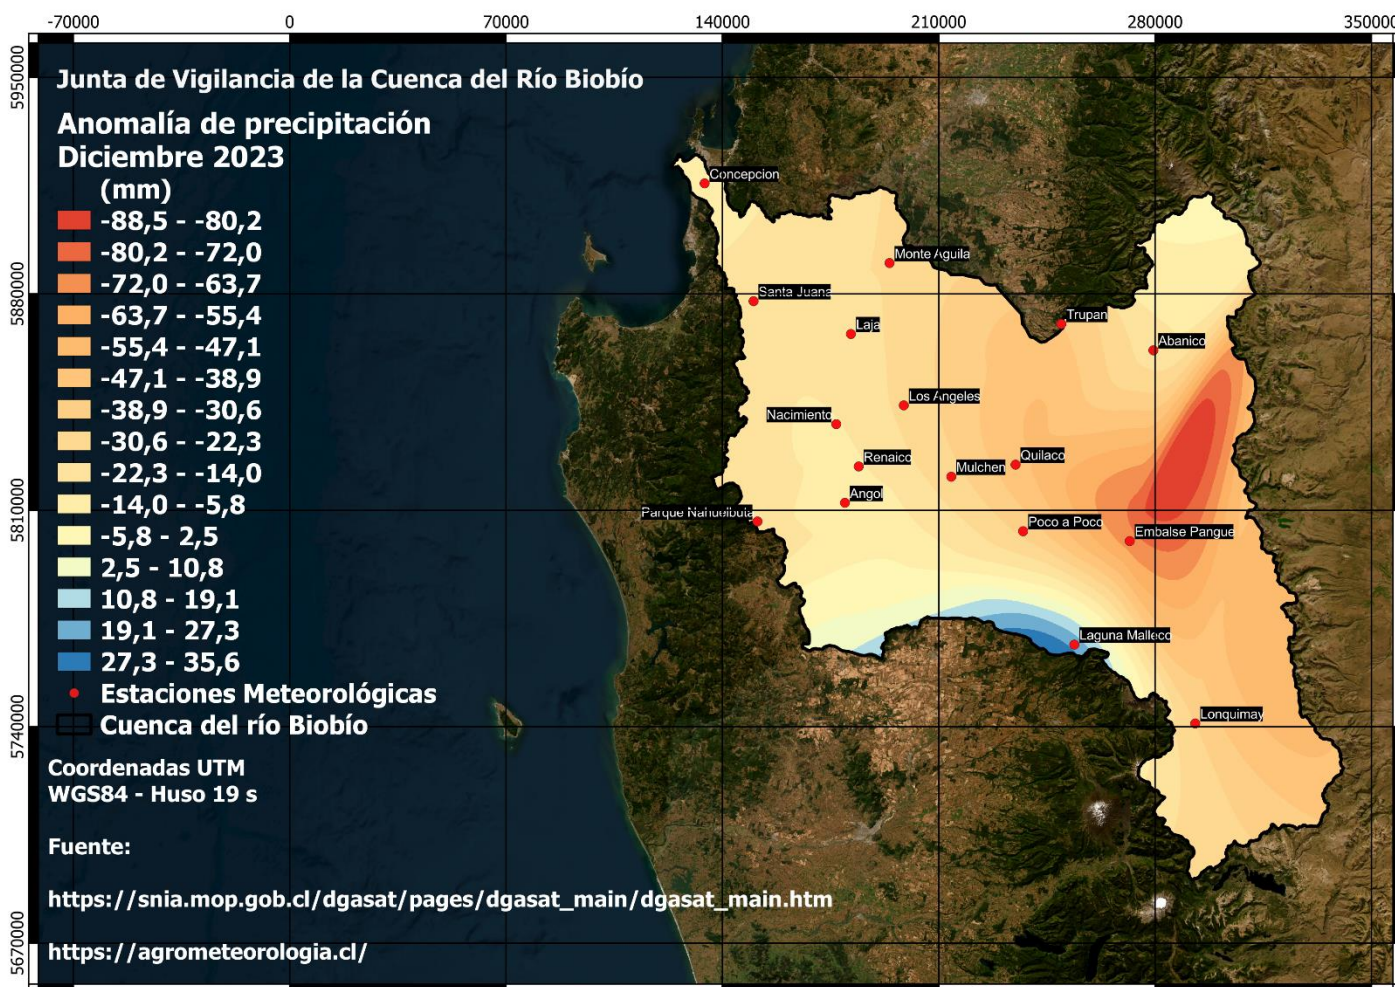 -70000 0 70000 140000 210000 280000 350000
5950000
5880000
5810000
5740000
5670000
Junta de Vigilancia de la Cuenca del Río Biobío
Anomalía de precipitación
Diciembre 2023
(mm)
-88,5 - -80,2
-80,2 - -72,0
-72,0 - -63,7
-63,7 - -55,4
-55,4 - -47,1
-47,1 - -38,9
-38,9 - -30,6
-30,6 - -22,3
-22,3 - -14,0
-14,0 - -5,8
-5,8 - 2,5
2,5 - 10,8
10,8 - 19,1
19,1 - 27,3
27,3 - 35,6
Estaciones Meteorológicas
Cuenca del río Biobío
Coordenadas UTM
WGS84 - Huso 19 s
Fuente:
https://snia.mop.gob.cl/dgasat/pages/dgasat_main/dgasat_main.htm
https://agrometeorologia.cl/
Concepcion
Monte Aguila
Santa Juana
Trupan
Laja
Abanico
Los Angeles
Nacimiento
Renaico
Quilaco
Mulchen
Angol
Parque Nahuelbuta
Poco a Poco
Embalse Pangue
Laguna Malleco
Lonquimay